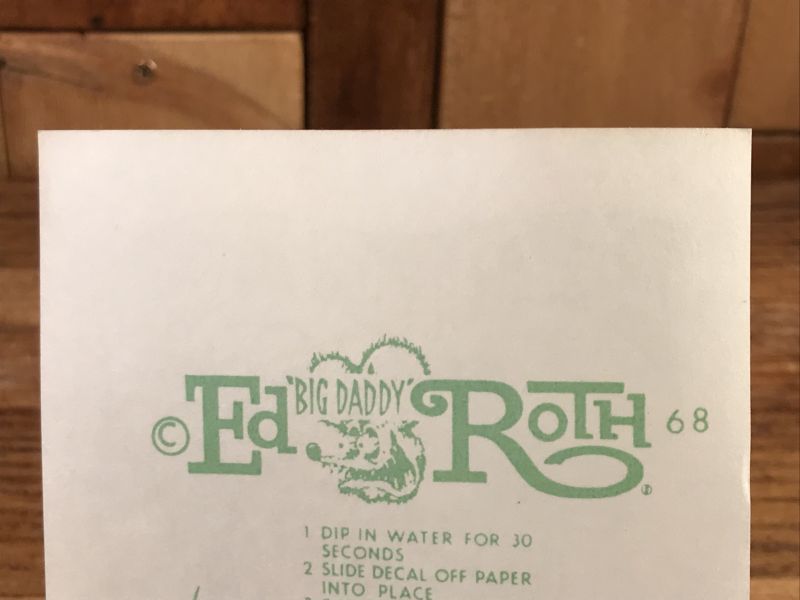 © Ed "BIG DADDY" ROTH 68
1 DIP IN WATER FOR 30
SECONDS
2 SLIDE DECAL OFF PAPER
INTO PLACE